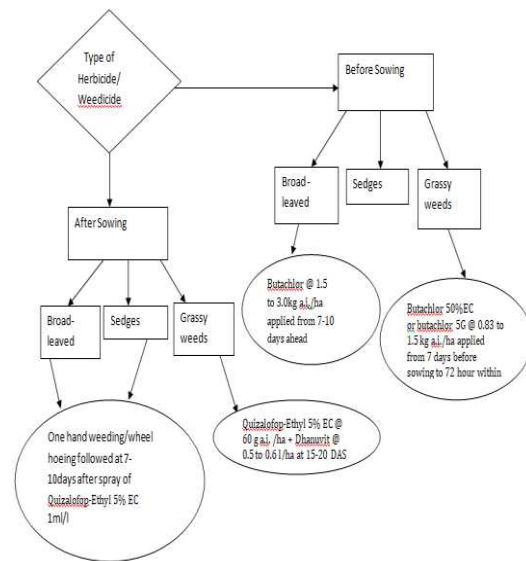 Type of
Herbicide/
Weedicide
Before Sowing
Broad-
leaved
Sedges
Grassy
weeds
After Sowing
Broad-
leaved
Sedges
Grassy
weeds
Butachlor @ 1.5
to 3.0kg a.i./ha
applied from 7-10
days ahead
Butachlor 50%EC
or butachlor 5G @ 0.83 to
1.5 kg a.i./ha applied
from 7 days before
sowing to 72 hour within
One hand weeding/wheel
hoeing followed at 7-
10days after spray of
Quizalofop-Ethyl 5% EC
1ml/l
Quizalofop-Ethyl 5% EC @
60 g a.i. /ha + Dhanuvit @
0.5 to 0.6 l/ha at 15-20 DAS